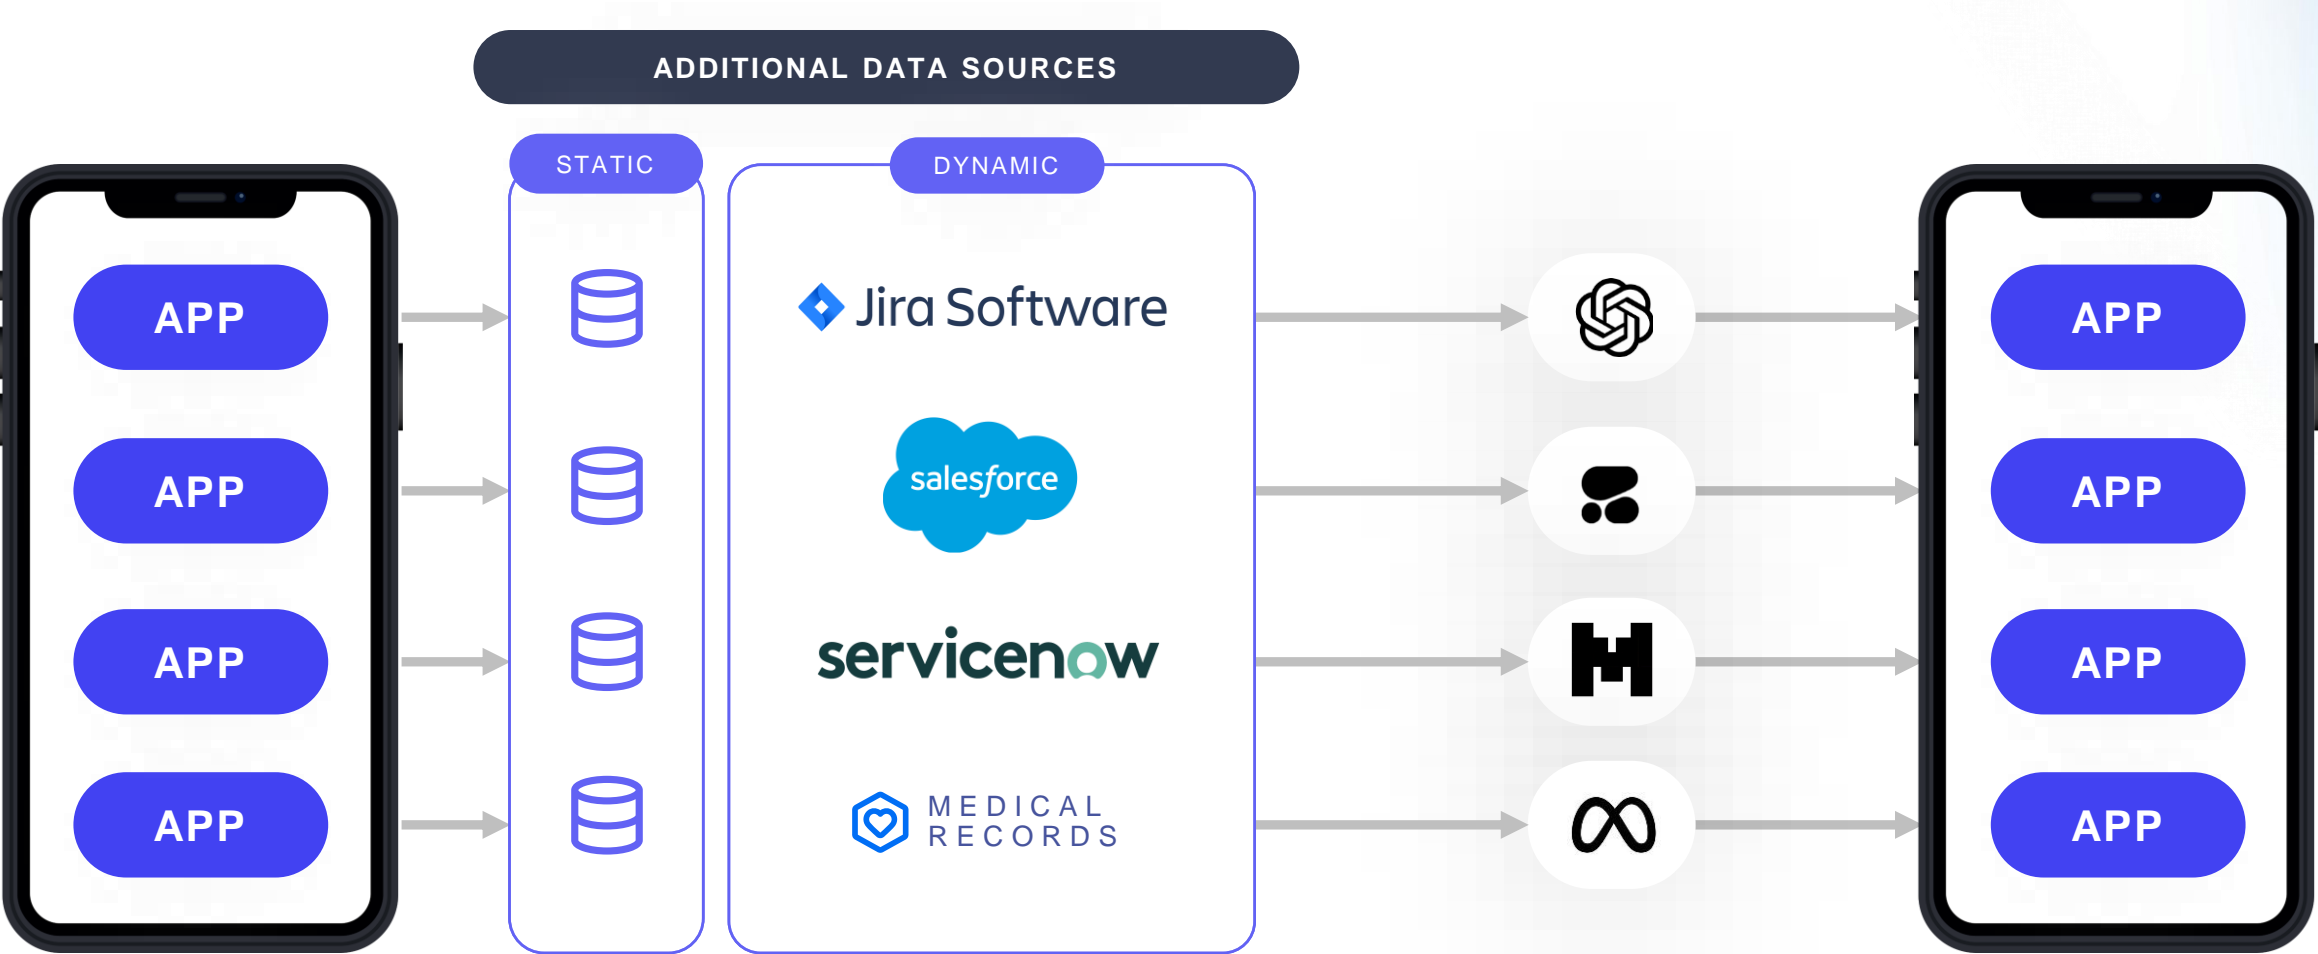 ADDITIONAL DATA SOURCES
STATIC
DYNAMIC
APP
Jira Software
APP
APP
salesforce
APP
APP
servicenow
APP
APP
MEDICAL
RECORDS
APP